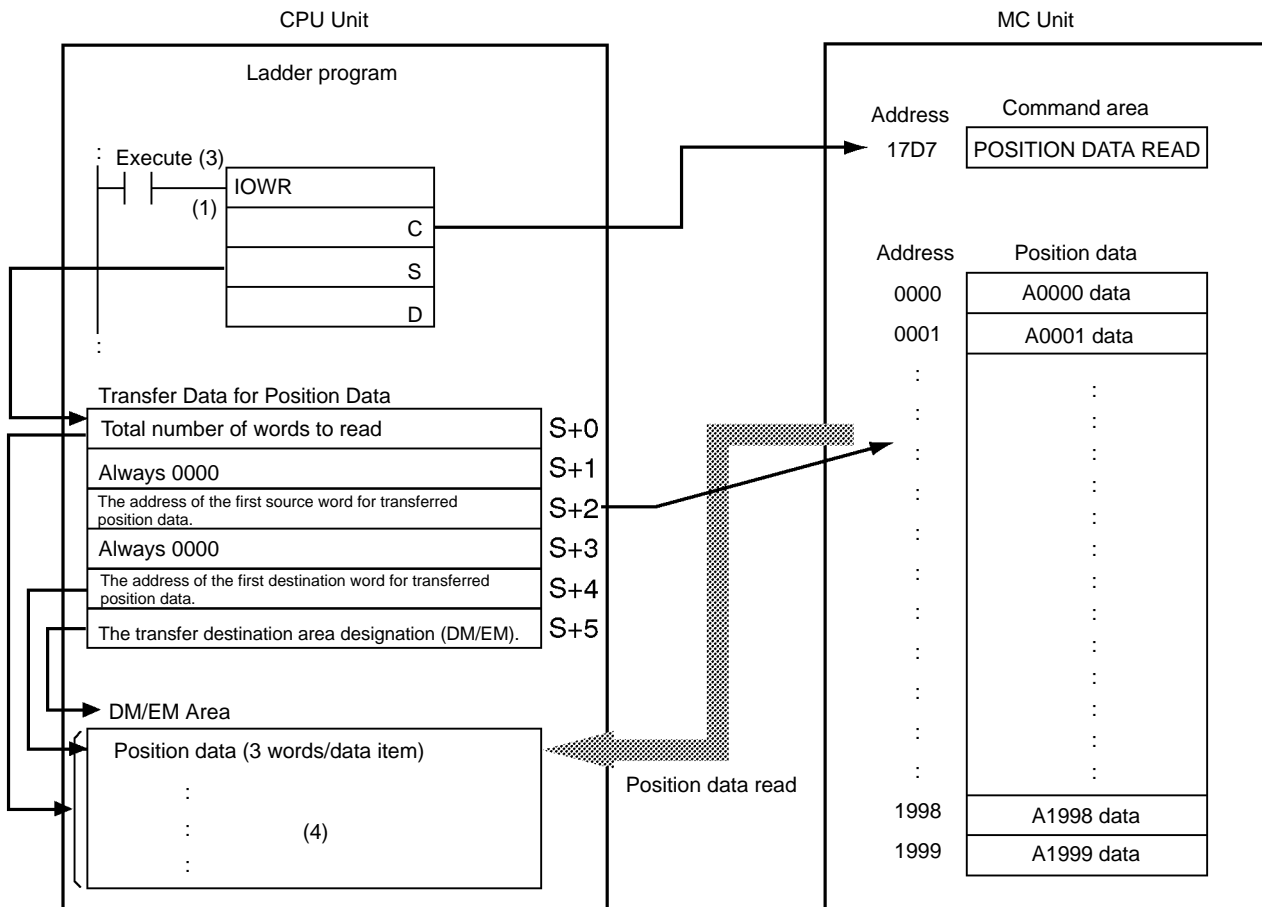 CPU Unit
Ladder program
:
Execute (3)
(1)
IOWR
C
S
D
:
Transfer Data for Position Data
Total number of words to read S+0
Always 0000 S+1
The address of the first source word for transferred
position data. S+2
Always 0000 S+3
The address of the first destination word for transferred
position data. S+4
The transfer destination area designation (DM/EM). S+5
DM/EM Area
Position data (3 words/data item)
:
: (4)
:
Position data read
MC Unit
Address Command area
17D7 POSITION DATA READ
Address Position data
0000 A0000 data
0001 A0001 data
: :
: :
: :
: :
: :
: :
: :
: :
: :
: :
: :
1998 A1998 data
1999 A1999 data